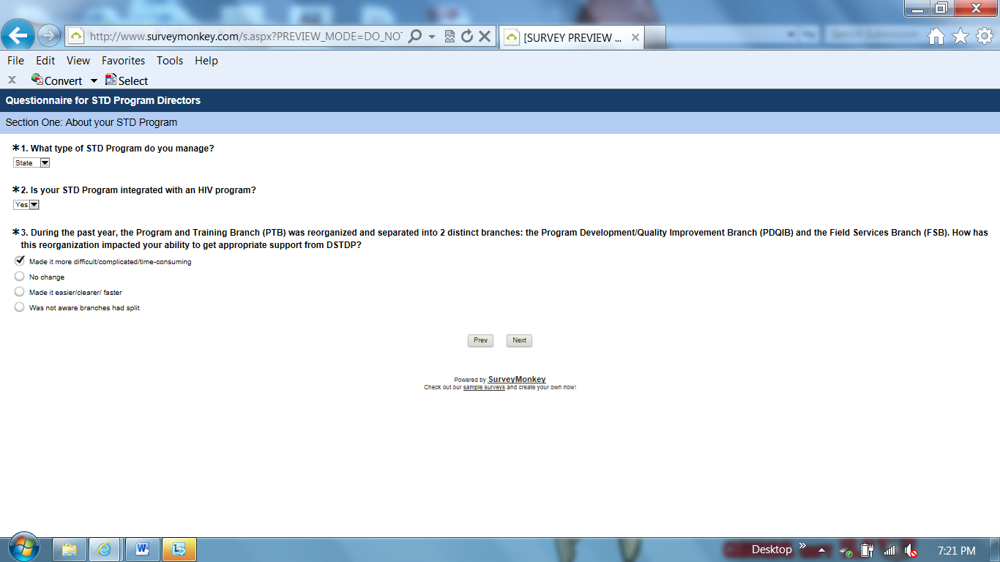 http://www.surveymonkey.com/s.aspx?PREVIEW_MODE=DO_NOT
[SURVEY PREVIEW ...
File Edit View Favorites Tools Help
Convert Select
Questionnaire for STD Program Directors
Section One: About your STD Program
*1. What type of STD Program do you manage?
State
*2. Is your STD Program integrated with an HIV program?
Yes
*3. During the past year, the Program and Training Branch (PTB) was reorganized and separated into 2 distinct branches: the Program Development/Quality Improvement Branch (PDQIB) and the Field Services Branch (FSB). How has
this reorganization impacted your ability to get appropriate support from DSTDP?
Made it more difficult/complicated/time-consuming
No change
Made it easier/clearer/ faster
Was not aware branches had split
Prev Next
Powered by SurveyMonkey
Check out our sample surveys and create your own now!
Desktop » 7:21 PM